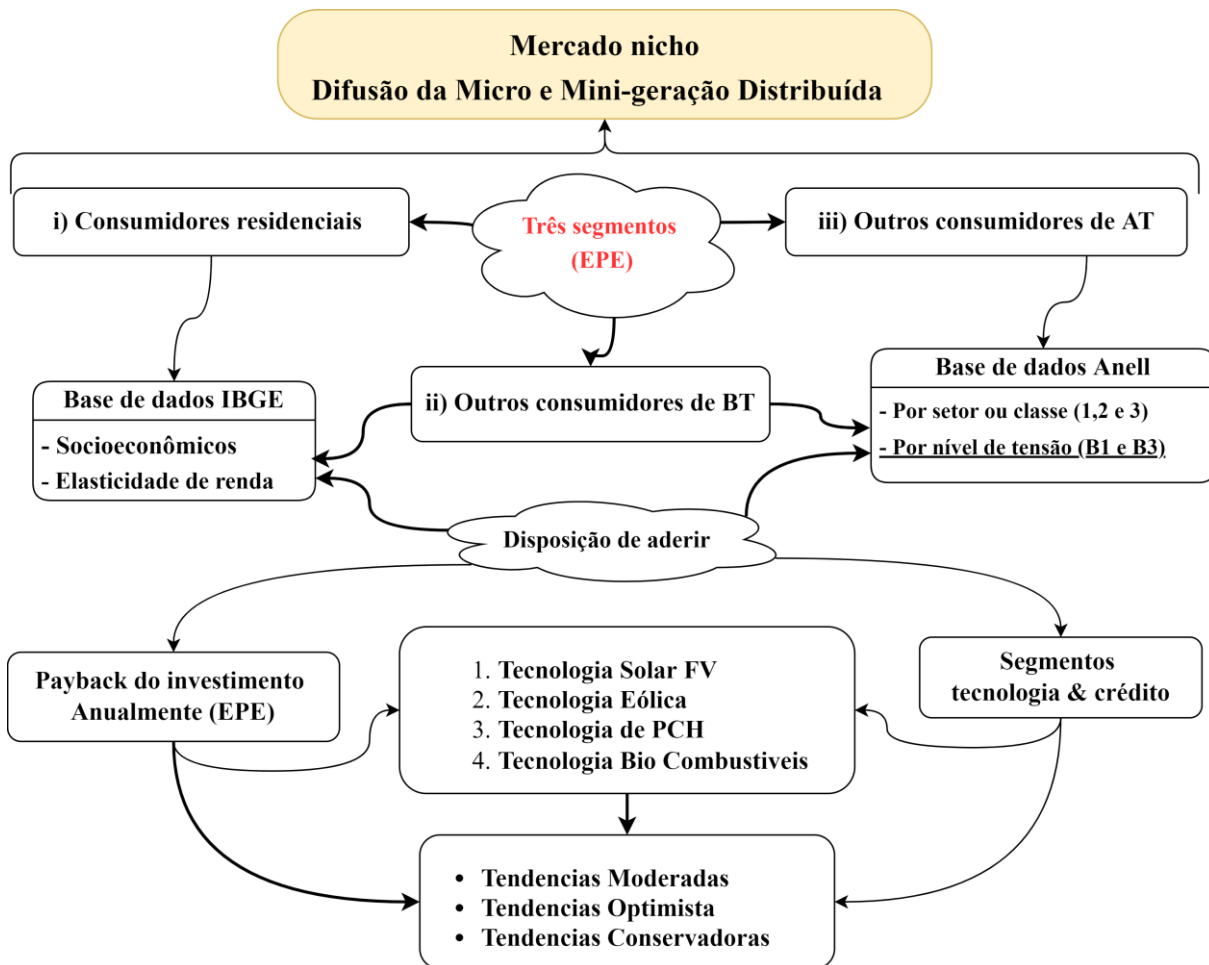 Mercado nicho
Difusão da Micro e Mini-geração Distribuída
i) Consumidores residenciais
Três segmentos
(EPE)
iii) Outros consumidores de AT
Base de dados IBGE
- Socioeconômicos
- Elasticidade de renda
ii) Outros consumidores de BT
Base de dados Anell
- Por setor ou classe (1,2 e 3)
- Por nível de tensão (B1 e B3)
Disposição de aderir
Payback do investimento
Anualmente (EPE)
1. Tecnologia Solar FV
2. Tecnologia Eólica
3. Tecnologia de PCH
4. Tecnologia Bio Combustiveis
Segmentos
tecnologia & crédito
• Tendencias Moderadas
• Tendencias Optimista
• Tendencias Conservadoras